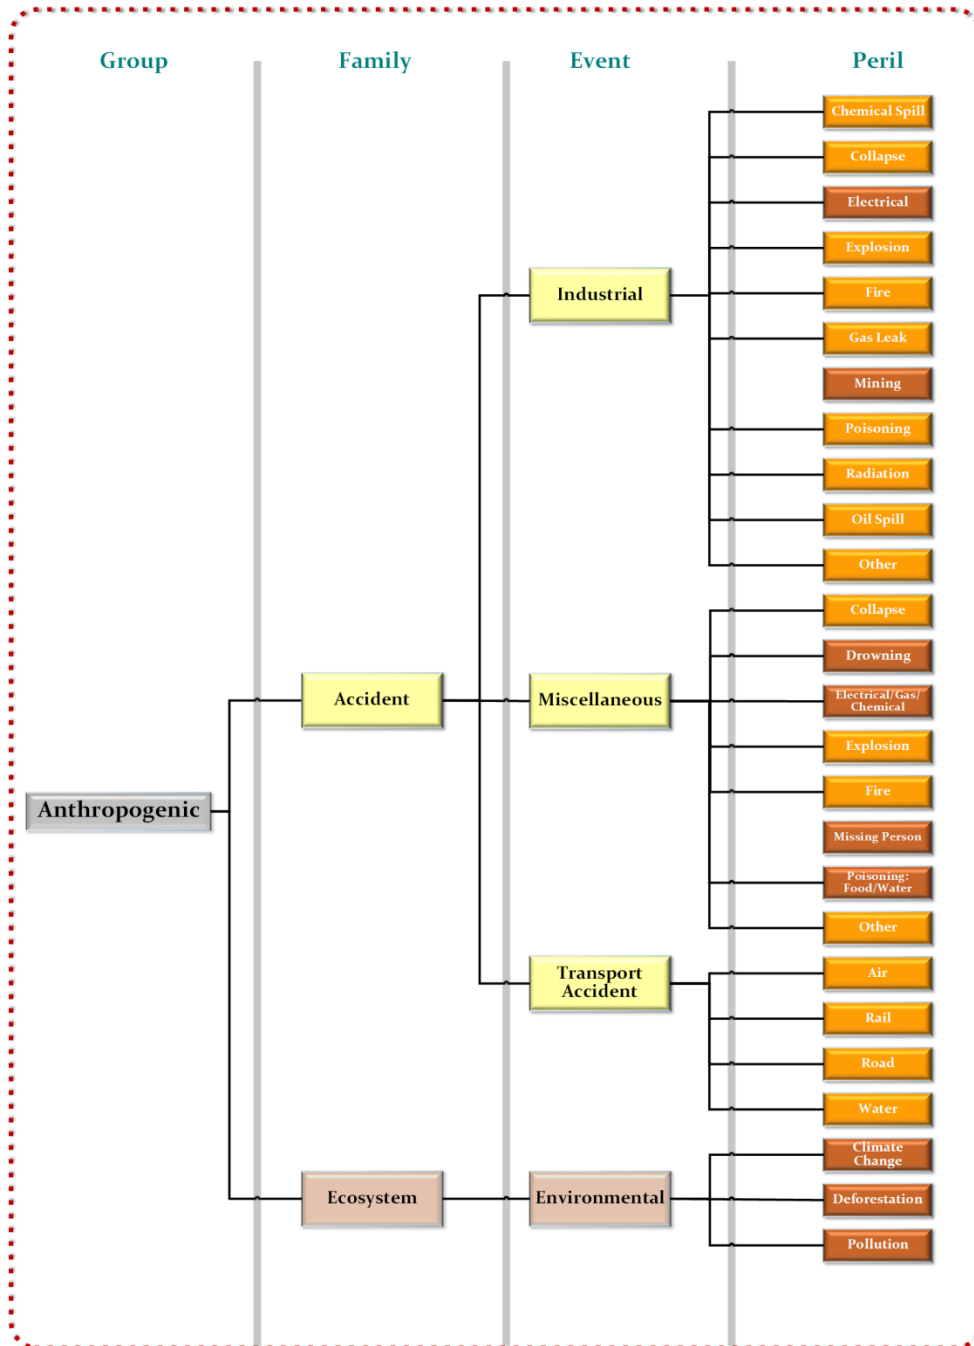 Group Family Event Peril
Chemical Spill
Collapse
Electrical
Explosion
Industrial
Fire
Gas Leak
Mining
Poisoning
Radiation
Oil Spill
Other
Collapse
Drowning
Accident
Miscellaneous
Electrical/Gas/
Chemical
Explosion
Fire
Anthropogenic
Missing Person
Poisoning:
Food/Water
Other
Transport
Accident
Air
Rail
Road
Water
Climate
Change
Ecosystem
Environmental
Deforestation
Pollution